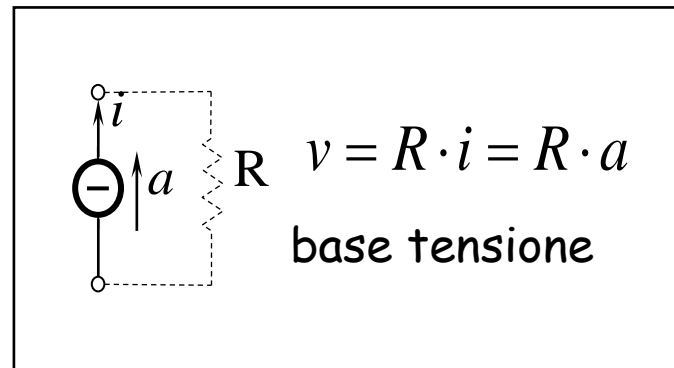 i
a
R
v = R · i = R · a
base tensione